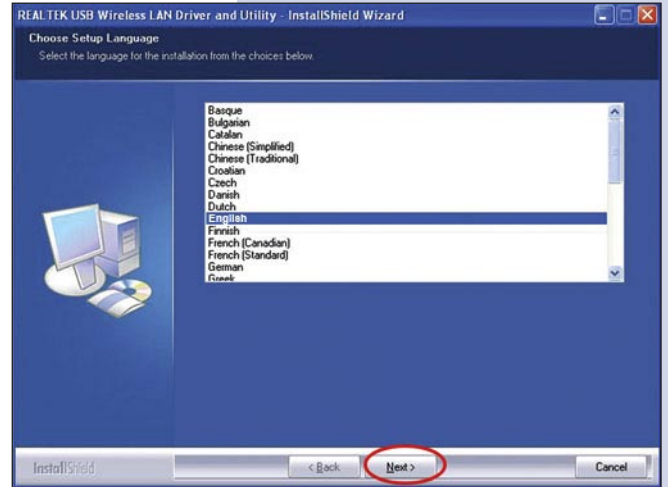 REALTEK USB Wireless LAN Driver and Utility - InstallShield Wizard
Choose Setup Language
Select the language for the installation from the choices below.
Basque
Bulgarian
Catalan
Chinese (Simplified)
Chinese (Traditional)
Croatian
Czech
Danish
Dutch
English
Finnish
French (Canadian)
French (Standard)
German
Greek
InstallShield
< Back
Next >
Cancel